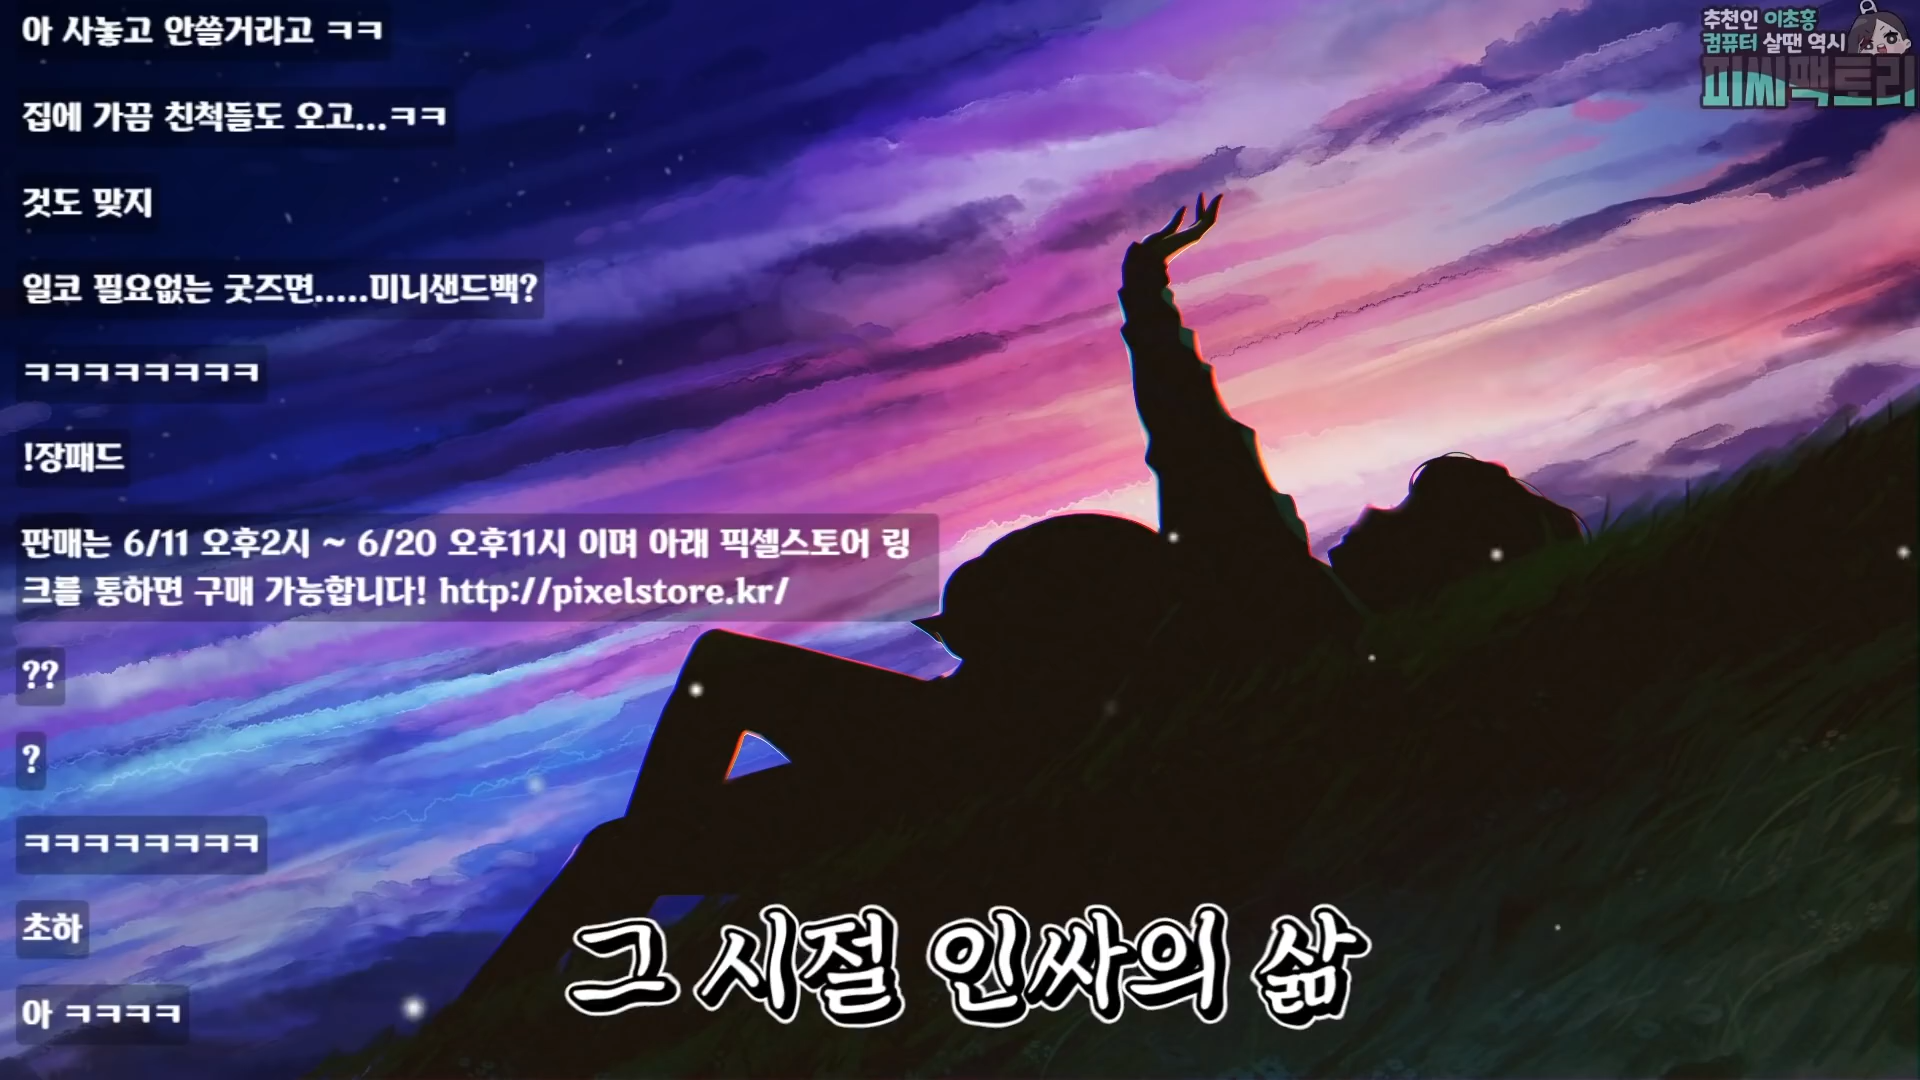 아 사놓고 안쓸거라고 ㅋㅋ
집에 가끔 친척들도 오고...ㅋㅋ
것도 맞지
일코 필요없는 굿즈면.....미니샌드백?
ㅋㅋㅋㅋㅋㅋㅋㅋ
!장패드
판매는 6/11 오후2시 ~ 6/20 오후11시 이며 아래 픽셀스토어 링
크를 통하면 구매 가능합니다! http://pixelstore.kr/
??
?
ㅋㅋㅋㅋㅋㅋㅋㅋ
초하
아 ㅋㅋㅋㅋ
추천인 이초홍
컴퓨터 살땐 역시
피씨팩토리
그 시절 인싸의 삶